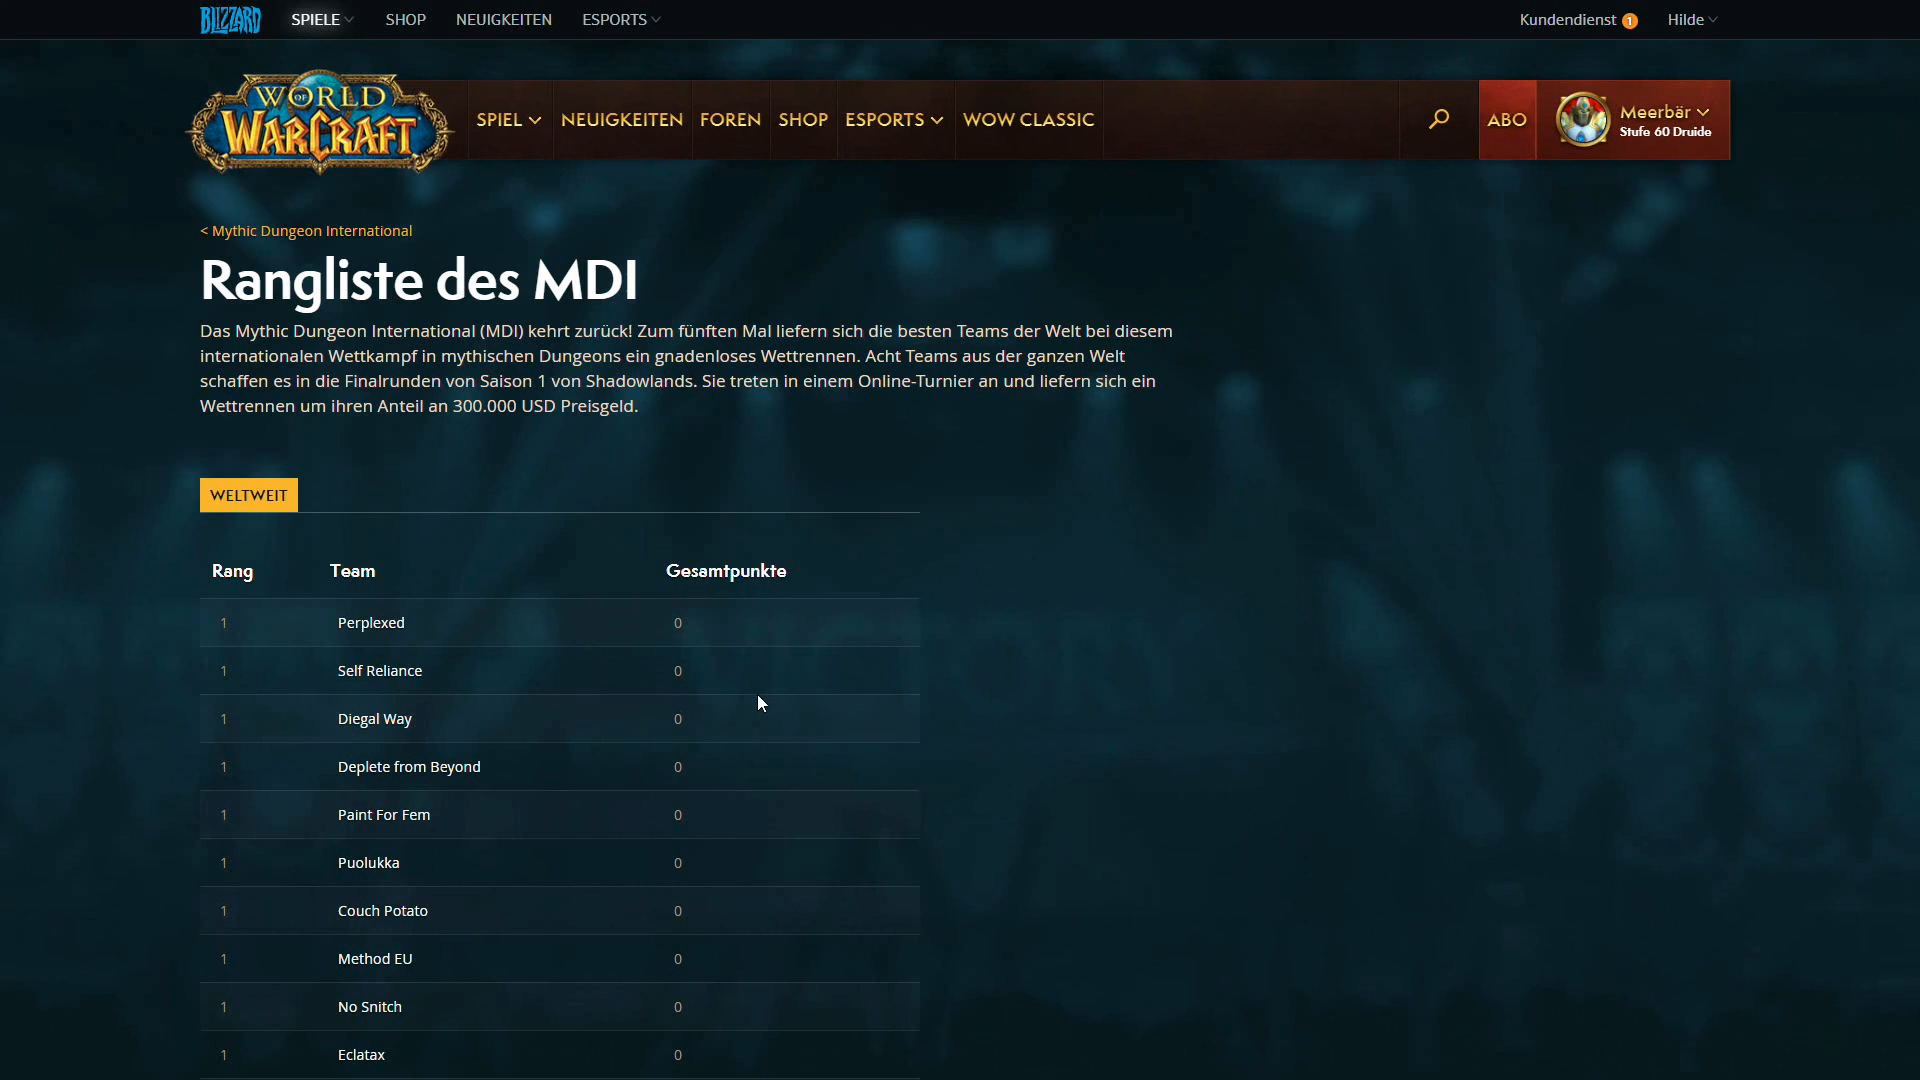 BLIZZARD SPIELE SHOP NEUIGKEITEN ESPORTS Kundendienst 1 Hilde
WORLD OF WARCRAFT
SPIEL NEUIGKEITEN FOREN SHOP ESPORTS WOW CLASSIC ABO Meerbär
Stufe 60 Druide
< Mythic Dungeon International
Rangliste des MDI
Das Mythic Dungeon International (MDI) kehrt zurück! Zum fünften Mal liefern sich die besten Teams der Welt bei diesem
internationalen Wettkampf in mythischen Dungeons ein gnadenloses Wettrennen. Acht Teams aus der ganzen Welt
schaffen es in die Finalrunden von Saison 1 von Shadowlands. Sie treten in einem Online-Turnier an und liefern sich ein
Wettrennen um ihren Anteil an 300.000 USD Preisgeld.
WELTWEIT
Rang Team Gesamtpunkte
1 Perplexed 0
1 Self Reliance 0
1 Diegal Way 0
1 Deplete from Beyond 0
1 Paint For Fem 0
1 Puolukka 0
1 Couch Potato 0
1 Method EU 0
1 No Snitch 0
1 Eclatax 0